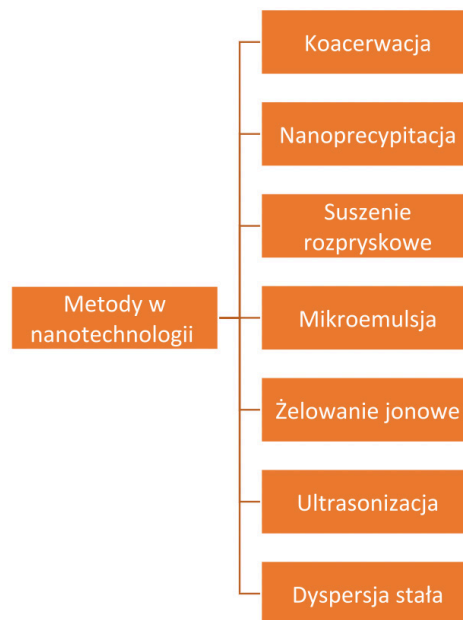 Koacerwacja
Nanoprecypitacja
Suszenie
rozpryskowe
Metody w
nanotechnologii
Mikroemulsja
Żelowanie jonowe
Ultrasonizacja
Dyspersja stała